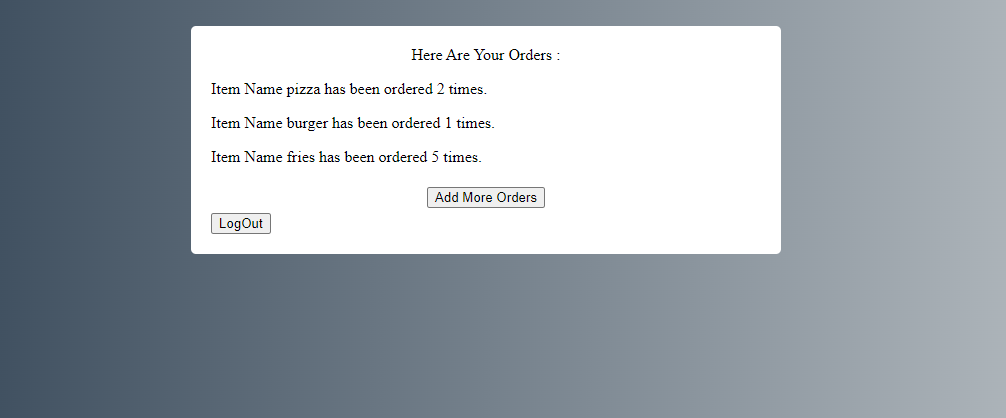 Here Are Your Orders :
Item Name pizza has been ordered 2 times.
Item Name burger has been ordered 1 times.
Item Name fries has been ordered 5 times.
Add More Orders
LogOut